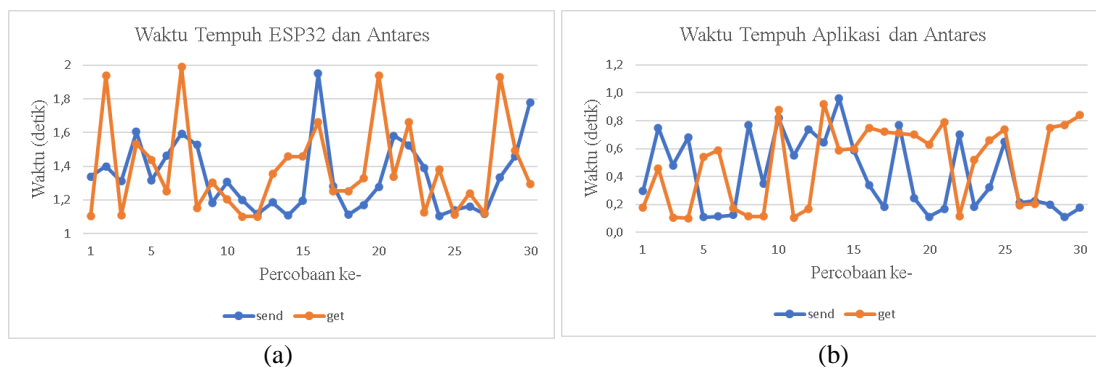 Waktu Tempuh ESP32 dan Antares
2
1,8
1,6
1,4
1,2
1
Waktu (detik)
1 5 10 15 20 25 30
Percobaan ke-
send get
(a)
Waktu Tempuh Aplikasi dan Antares
1,2
1,0
0,8
0,6
0,4
0,2
0,0
Waktu (detik)
1 5 10 15 20 25 30
Percobaan ke-
send get
(b)